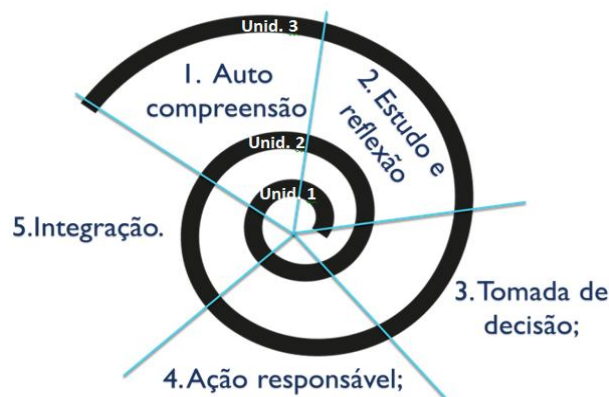 Unid. 3
1. Auto
compreensão
2. Estudo e
reflexão
Unid. 2
Unid. 1
5.Integração.
3.Tomada de
decisão;
4.Ação responsável;